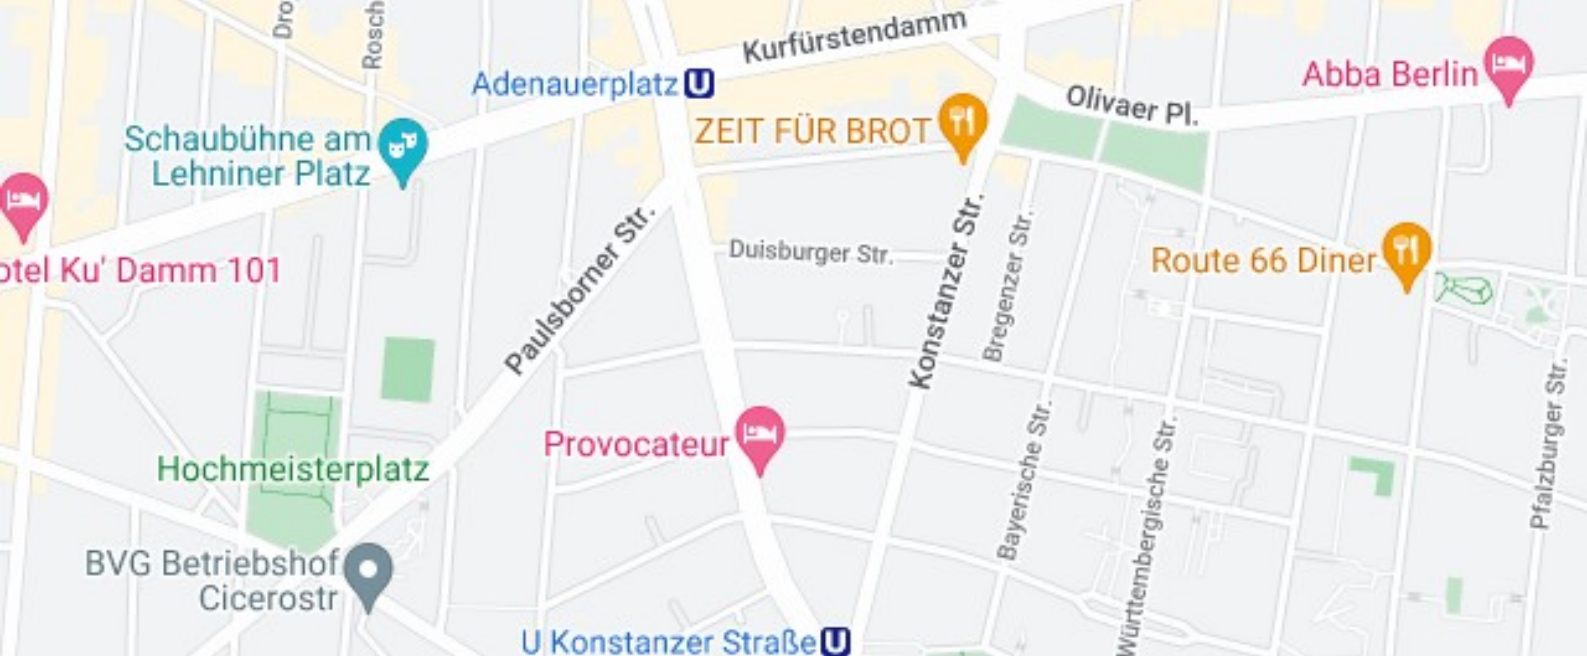 Dro
Rosch
Kurfürstendamm
Adenauerplatz U
Abba Berlin
Olivaer Pl.
Schaubühne am
Lehniner Platz
ZEIT FÜR BROT
otel Ku' Damm 101
Paulsborner Str.
Duisburger Str.
Konstanzer Str.
Bregenzer Str.
Route 66 Diner
Provocateur
Hochmeisterplatz
Bayerische Str.
Württembergische Str.
Pfalzburger Str.
BVG Betriebshof
Cicerostr
U Konstanzer Straße U